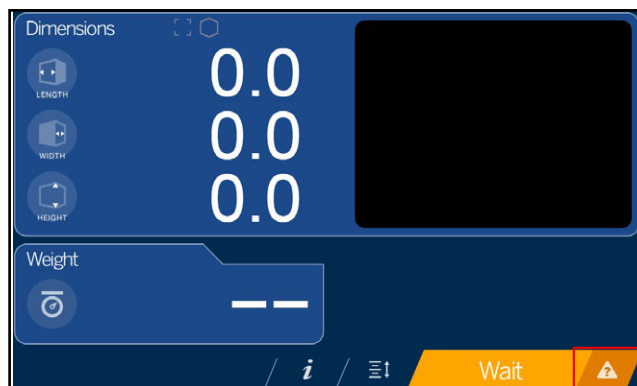 Dimensions
LENGTH
0.0
WIDTH
0.0
HEIGHT
0.0
Weight
--
i
Wait
?